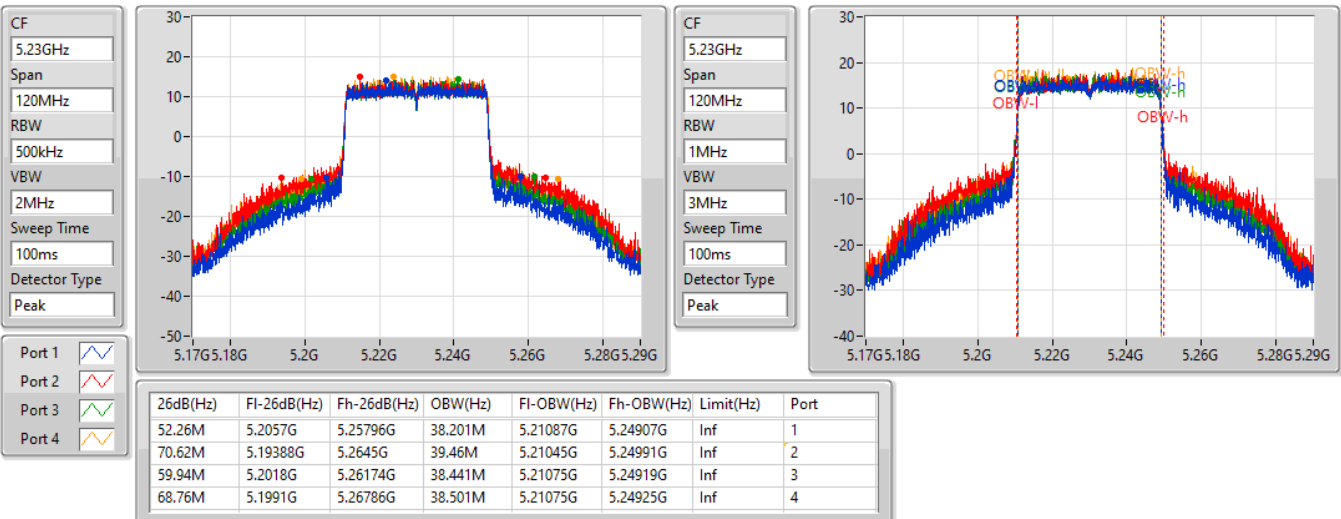 CF
5.23GHz
Span
120MHz
RBW
500kHz
VBW
2MHz
Sweep Time
100ms
Detector Type
Peak
30
20
10
0
-10
-20
-30
-40
-50
5.17G 5.18G 5.2G 5.22G 5.24G 5.26G 5.28G 5.29G
CF
5.23GHz
Span
120MHz
RBW
1MHz
VBW
3MHz
Sweep Time
100ms
Detector Type
Peak
30
20
10
0
-10
-20
-30
-40
OBW-h
OBW-h
OBW-l
OBW-h
5.17G 5.18G 5.2G 5.22G 5.24G 5.26G 5.28G 5.29G
Port 1
Port 2
Port 3
Port 4
26dB(Hz) Fl-26dB(Hz) Fh-26dB(Hz) OBW(Hz) Fl-OBW(Hz) Fh-OBW(Hz) Limit(Hz) Port
52.26M 5.2057G 5.25796G 38.201M 5.21087G 5.24907G Inf 1
70.62M 5.19388G 5.2645G 39.46M 5.21045G 5.24991G Inf 2
59.94M 5.2018G 5.26174G 38.441M 5.21075G 5.24919G Inf 3
68.76M 5.1991G 5.26786G 38.501M 5.21075G 5.24925G Inf 4